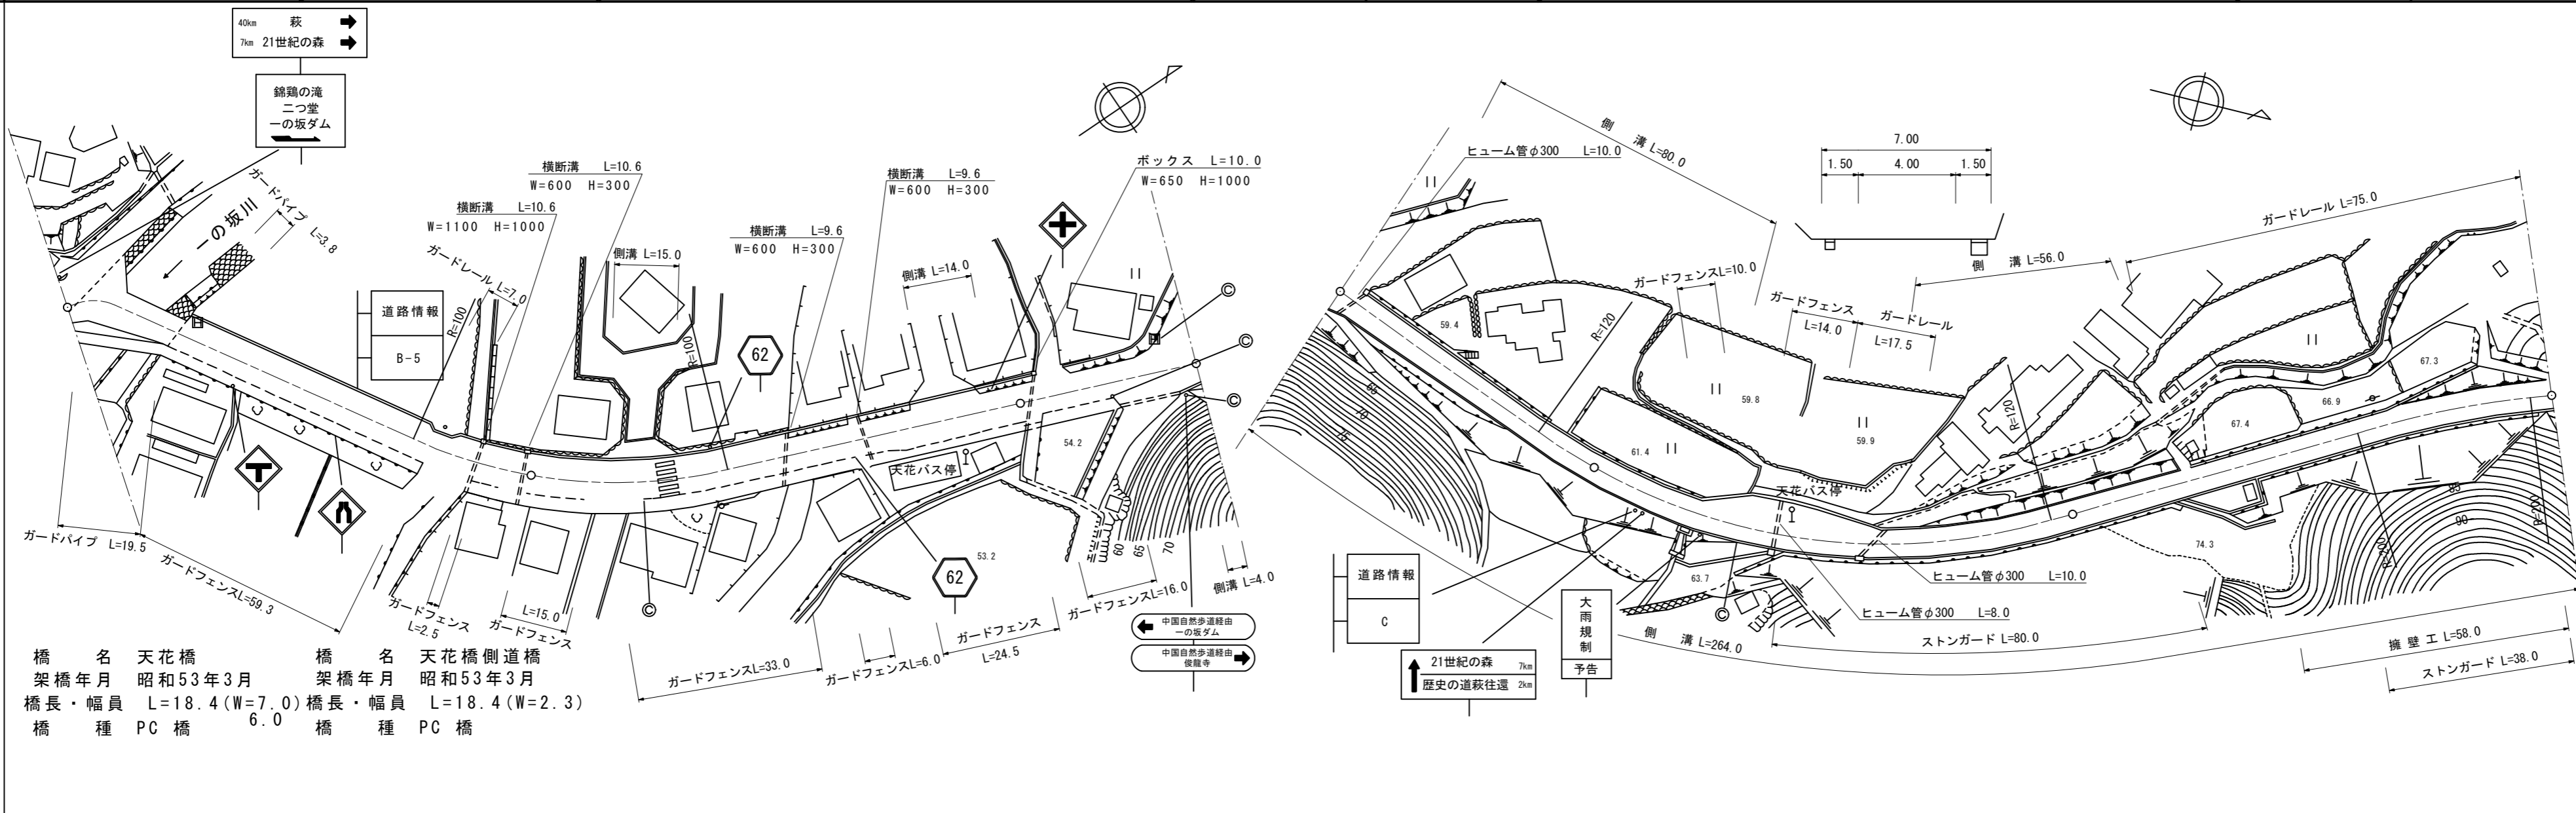 40km 萩
7km 21世紀の森
錦鶏の滝
二つ堂
一の坂ダム
一の坂川
ガードパイプ
L=3.8
ガードレール L=7.0
道路情報
B-5
R=100
横断溝 L=10.6
W=1100 H=1000
横断溝 L=10.6
W=600 H=300
側溝 L=15.0
R=100
62
横断溝 L=9.6
W=600 H=300
横断溝 L=9.6
W=600 H=300
側溝 L=14.0
ボックス L=10.0
W=650 H=1000
C
C
C
天花バス停
54.2
53.2
62
60
65
70
C
ガードパイプ L=19.5
ガードフェンスL=59.3
ガードフェンス
L=2.5
L=15.0
ガードフェンス
ガードフェンスL=33.0
ガードフェンスL=6.0
ガードフェンス
L=24.5
ガードフェンスL=16.0
側溝 L=4.0
中国自然歩道経由
一の坂ダム
中国自然歩道経由
俊龍寺
橋名 天花橋
架橋年月 昭和53年3月
橋長・幅員 L=18.4(W=7.0)
6.0
橋種 PC 橋
橋名 天花橋側道橋
架橋年月 昭和53年3月
橋長・幅員 L=18.4(W=2.3)
橋種 PC 橋
側溝 L=80.0
ヒューム管φ300 L=10.0
7.00
1.50 4.00 1.50
側溝 L=56.0
ガードレール L=75.0
ガードフェンスL=10.0
ガードフェンス
L=14.0
ガードレール
L=17.5
R=120
59.4
59.8
59.9
61.4
R=120
67.3
66.9
67.4
天花バス停
65
70
75
63.7
74.3
85
90
R=200
R=200
C
ヒューム管φ300 L=10.0
ヒューム管φ300 L=8.0
道路情報
C
21世紀の森 7km
歴史の道萩往還 2km
大雨規制
予告
側溝 L=264.0
ストンガード L=80.0
擁壁工 L=58.0
ストンガード L=38.0